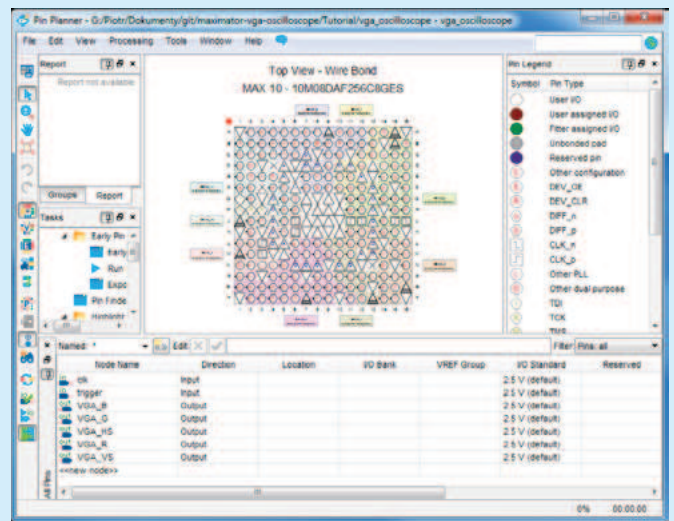 Pin Planner - G:/Piotr/Dokumenty/git/maximator-vga-oscilloscope/Tutorial/vga_oscilloscope - vga_oscilloscope
File Edit View Processing Tools Window Help
Report
Report not available
Groups Report
Tasks
Early Pin
Early
Run
Expo
Pin Finde
Highlight
Top View - Wire Bond
MAX 10 - 10M08DAF256C8GES
Pin Legend
Symbol Pin Type
User I/O
User assigned I/O
Fitter assigned I/O
Unbonded pad
Reserved pin
Other configuration
DEV_OE
DEV_CLR
DIFF_n
DIFF_p
CLK_n
CLK_p
Other PLL
Other dual purpose
TDI
TCK
TMS
Named: * Edit: Filter: Pins: all
Node Name Direction Location I/O Bank VREF Group I/O Standard Reserved
clk Input 2.5 V (default)
trigger Input 2.5 V (default)
VGA_B Output 2.5 V (default)
VGA_G Output 2.5 V (default)
VGA_HS Output 2.5 V (default)
VGA_R Output 2.5 V (default)
VGA_VS Output 2.5 V (default)
<<new node>>
All Pins
0% 00:00:00